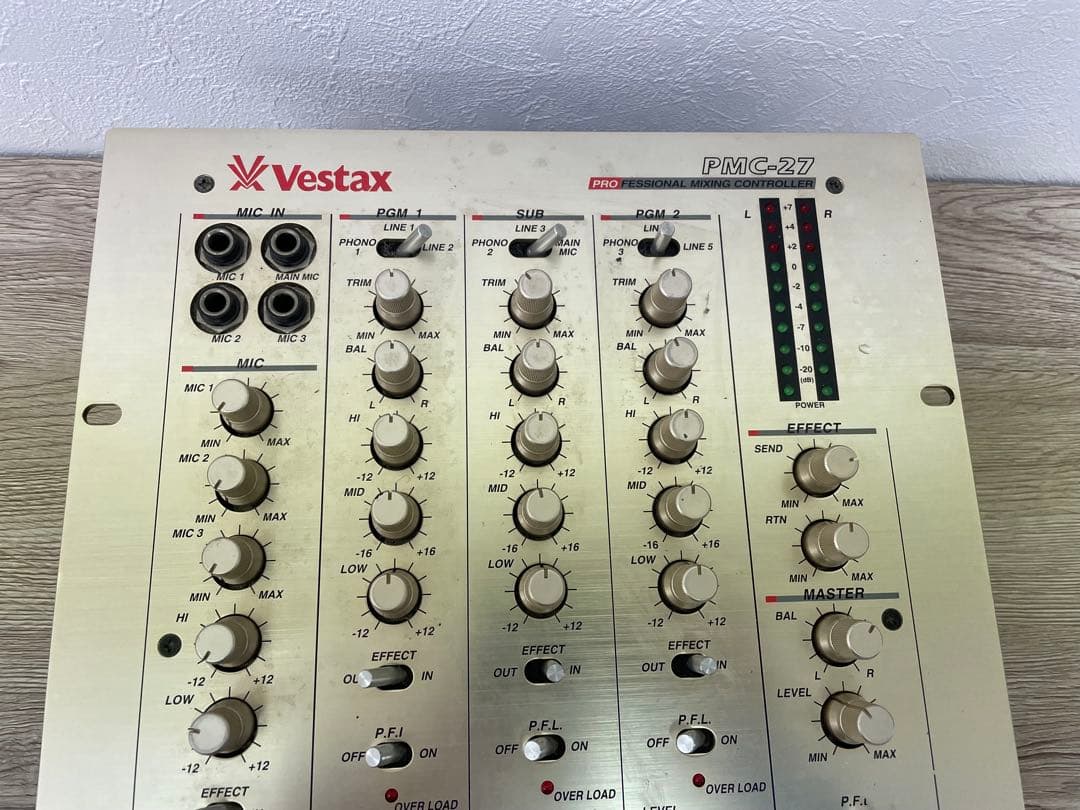 Vestax
PMC-27
PROFESSIONAL MIXING CONTROLLER
MIC IN
MIC 1
MAIN MIC
MIC 2
MIC 3
MIC
MIC 1
MIN MAX
MIC 2
MIN MAX
MIC 3
MIN MAX
HI
-12 +12
LOW
-12 +12
EFFECT
PGM 1
LINE 1
PHONO 1
LINE 2
TRIM
MIN MAX
BAL
L R
HI
-12 +12
MID
-16 +16
LOW
-12 +12
EFFECT
IN
OFF ON
OVER LOAD
SUB
LINE 3
PHONO 2
MAIN MIC
TRIM
MIN MAX
BAL
L R
HI
-12 +12
MID
-16 +16
LOW
-12 +12
EFFECT
OUT IN
P.F.L.
OFF ON
OVER LOAD
PGM 2
PHONO 3
LINE 5
TRIM
MIN MAX
BAL
L R
HI
-12 +12
MID
-16 +16
LOW
-12 +12
EFFECT
OUT IN
P.F.L.
OFF ON
OVER LOAD
LEVEL
L R
+7
+4
+2
0
-2
-4
-7
-10
-20
(dB)
POWER
EFFECT
SEND
MIN MAX
RTN
MIN MAX
MASTER
BAL
L R
LEVEL
MIN MAX